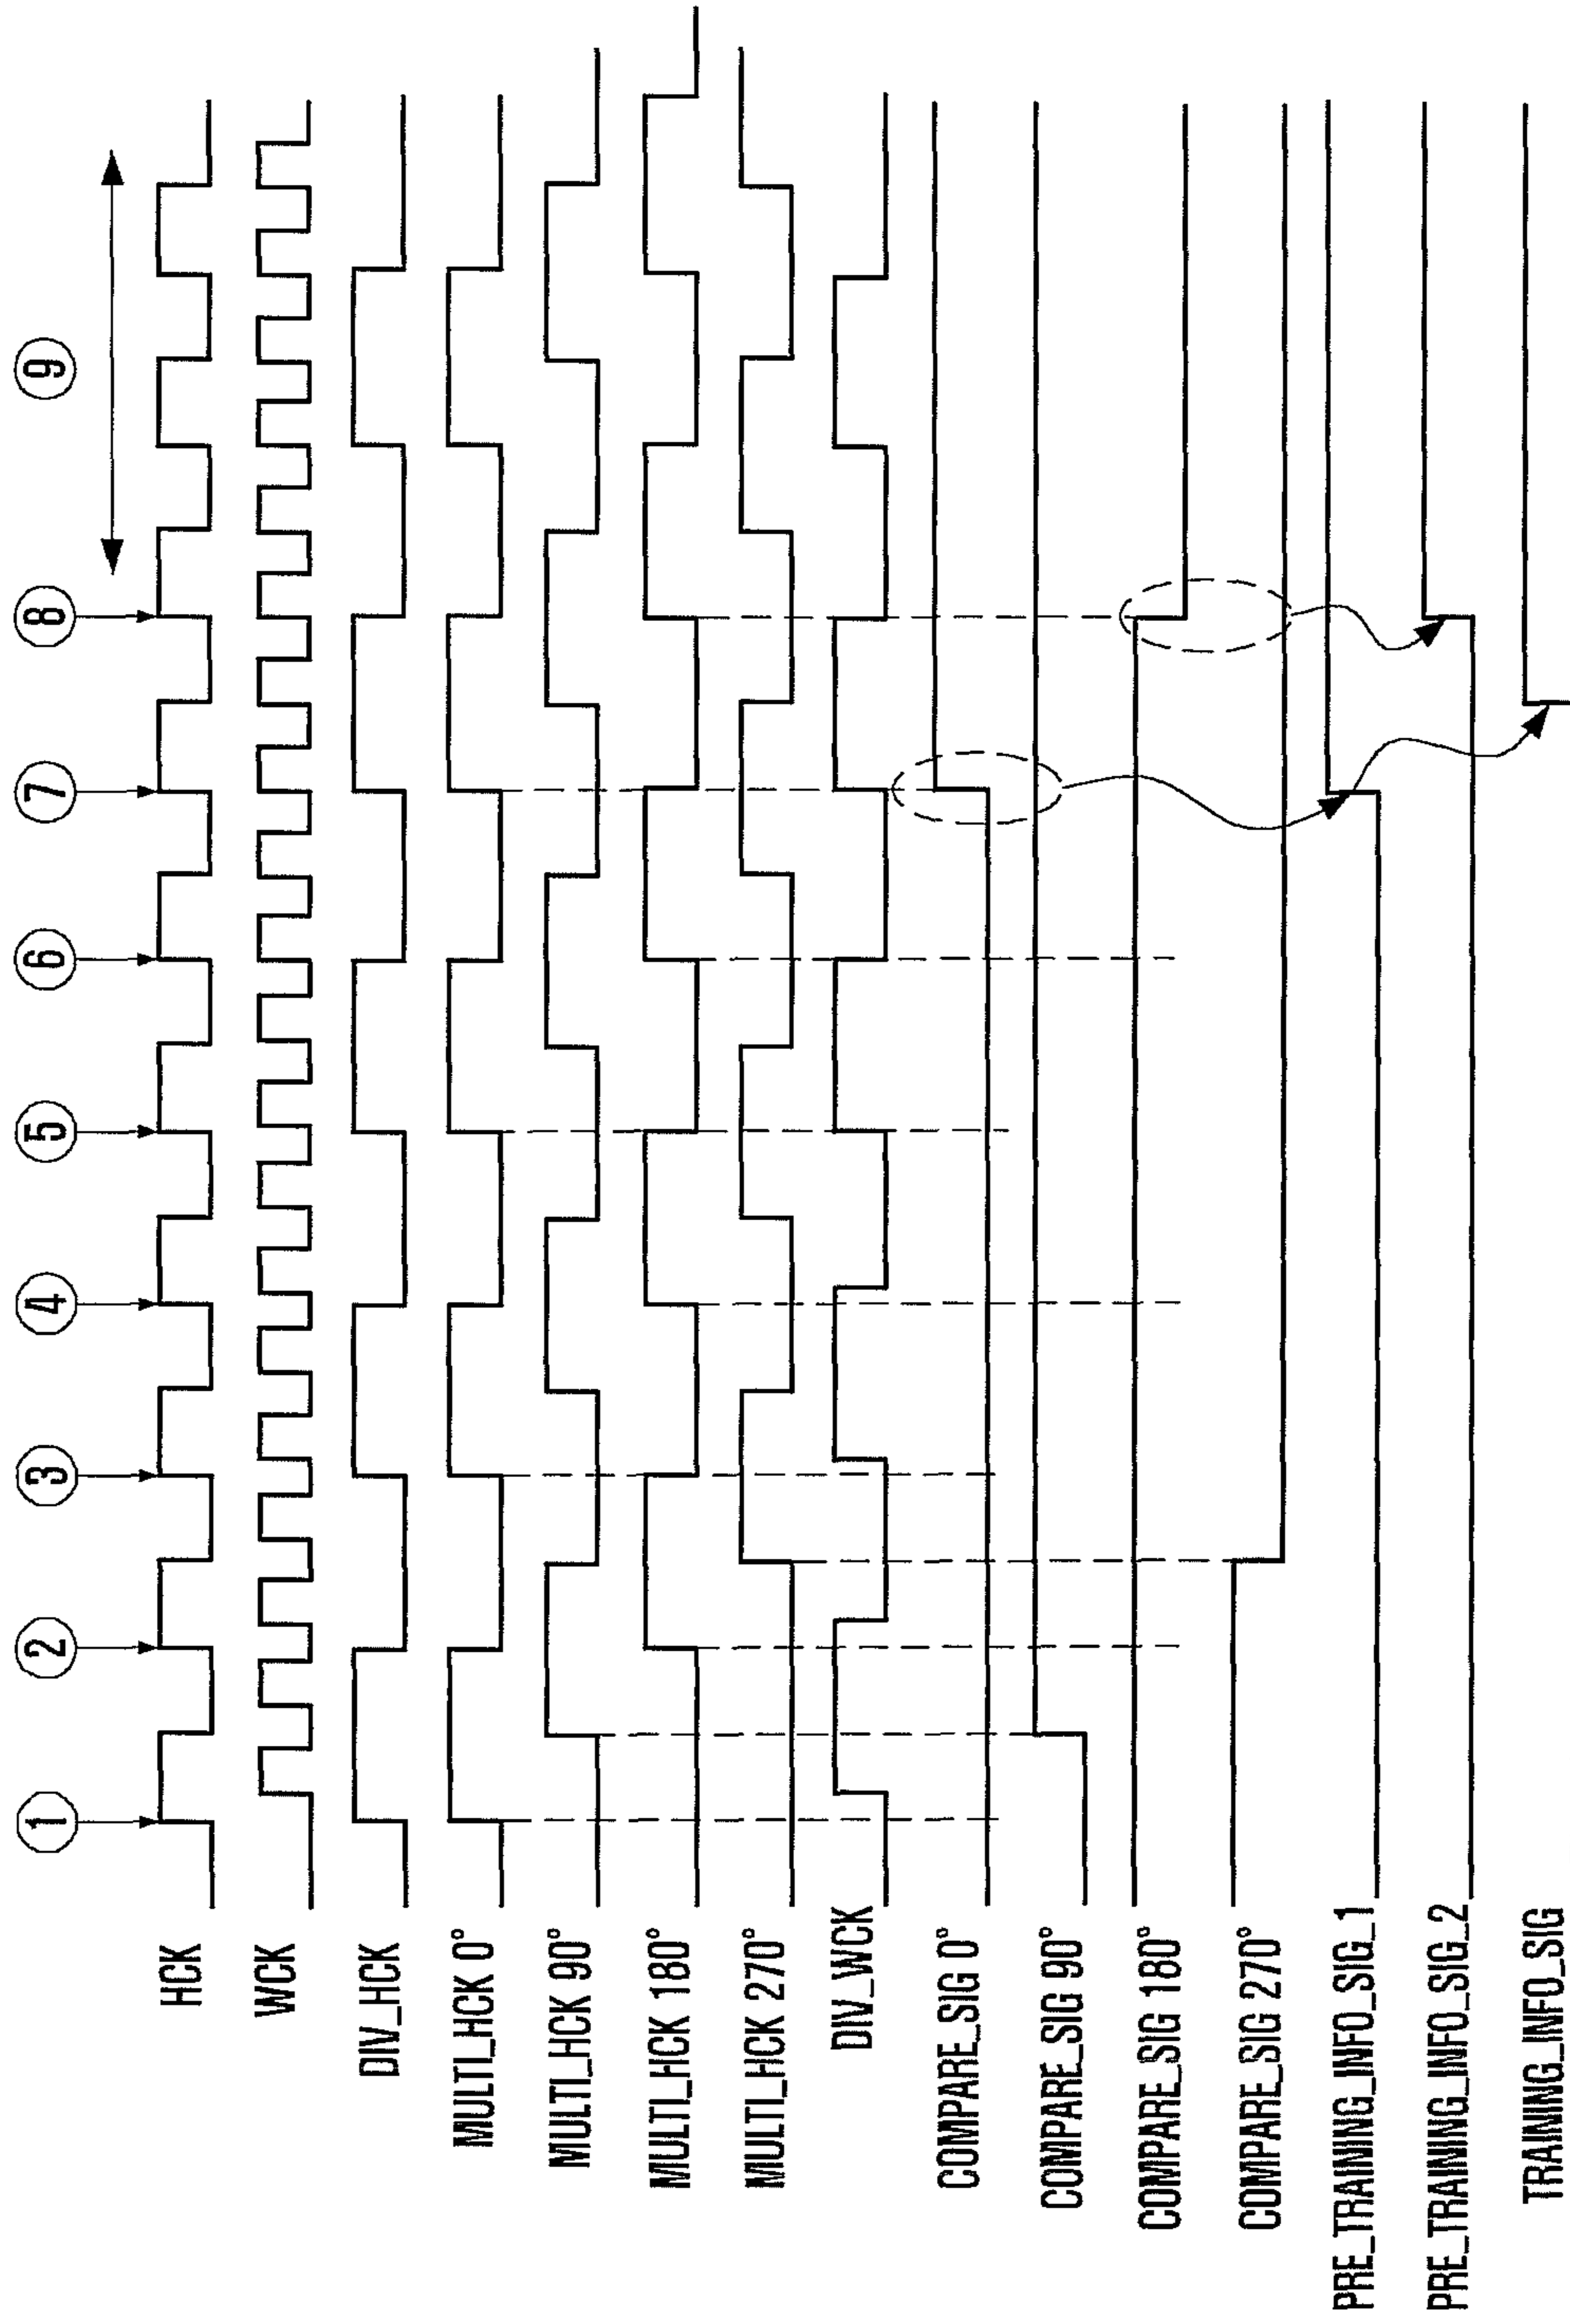 ① ② ③ ④ ⑤ ⑥ ⑦ ⑧ ⑨
HCK
WCK
DIV_HCK
MULTI_HCK 0°
MULTI_HCK 90°
MULTI_HCK 180°
MULTI_HCK 270°
DIV_WCK
COMPARE_SIG 0°
COMPARE_SIG 90°
COMPARE_SIG 180°
COMPARE_SIG 270°
PRE_TRAINING_INFO_SIG_1
PRE_TRAINING_INFO_SIG_2
TRAINING_INFO_SIG